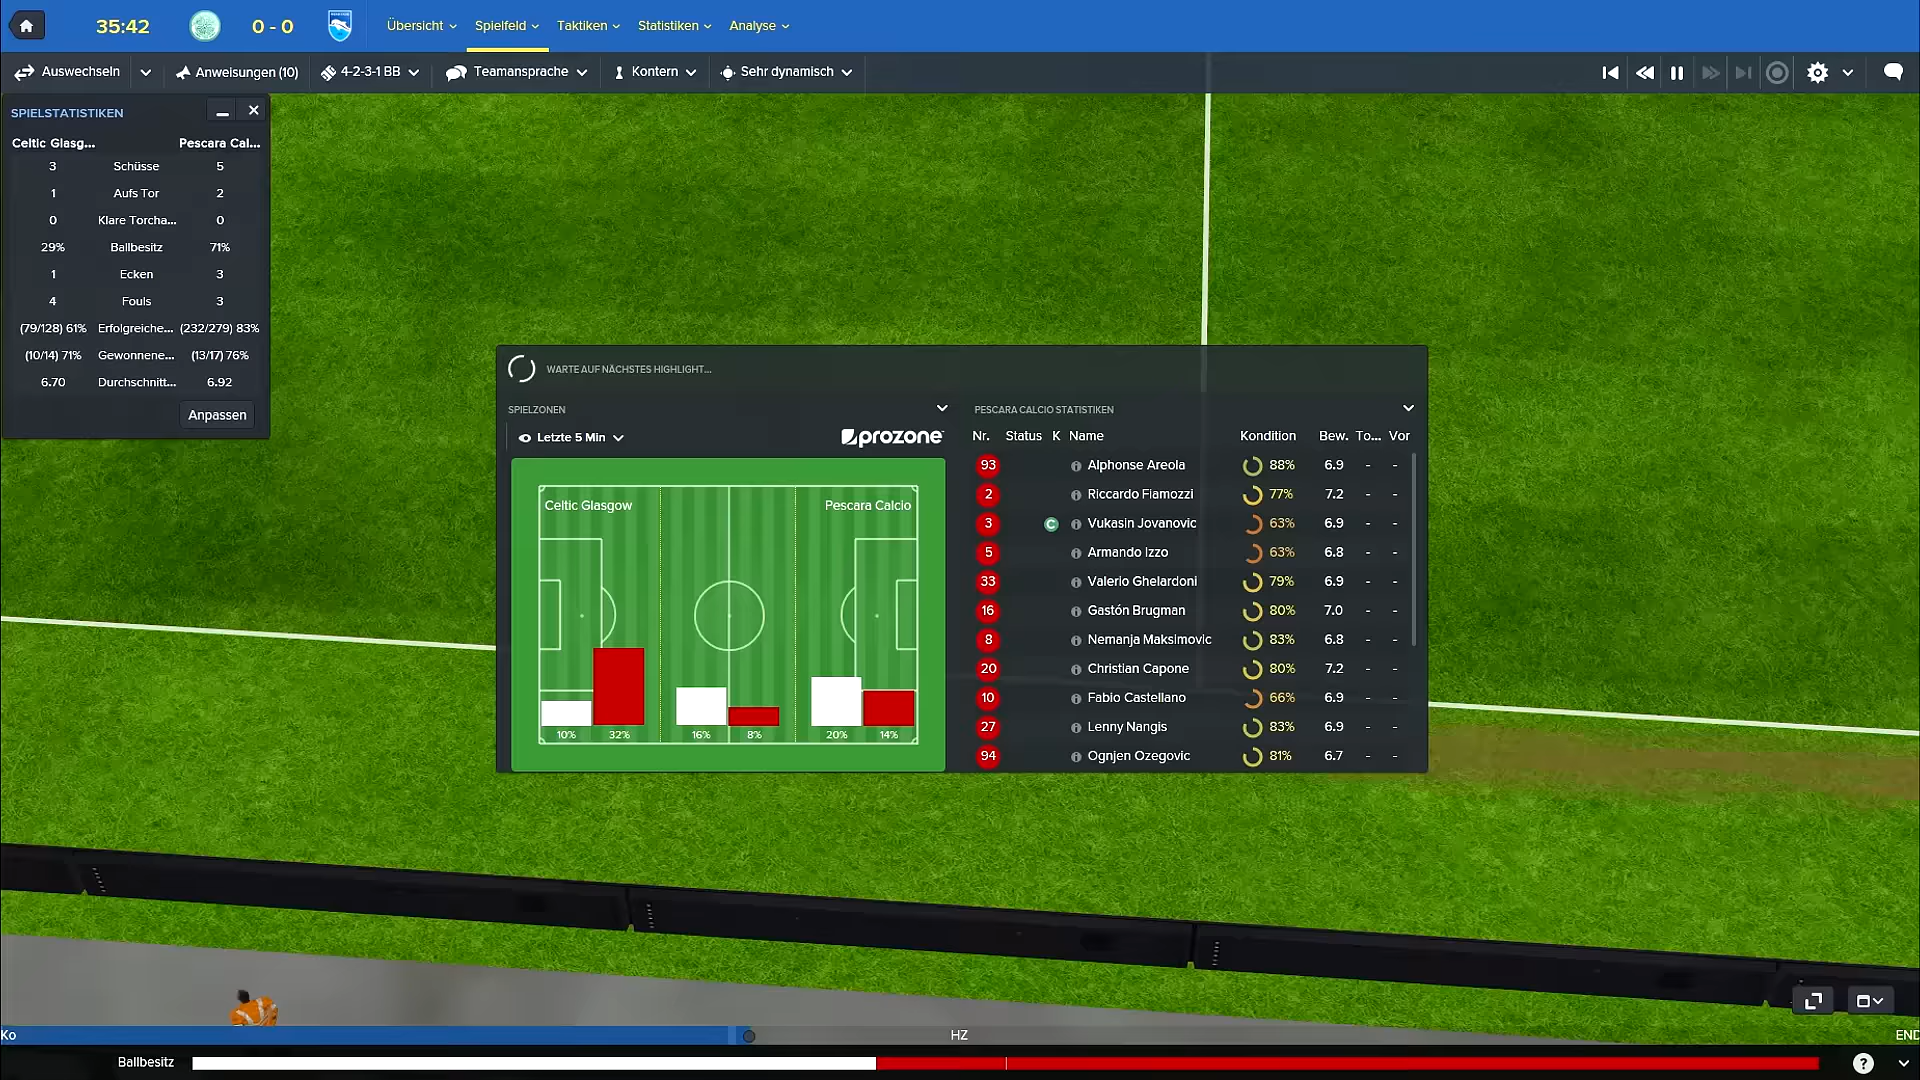 35:42 0 - 0 Übersicht Spielfeld Taktiken Statistiken Analyse
Auswechseln Anweisungen (10) 4-2-3-1 BB Teamansprache Kontern Sehr dynamisch
SPIELSTATISTIKEN
Celtic Glasg... Pescara Cal...
3 Schüsse 5
1 Aufs Tor 2
0 Klare Torcha... 0
29% Ballbesitz 71%
1 Ecken 3
4 Fouls 3
(79/128) 61% Erfolgreiche... (232/279) 83%
(10/14) 71% Gewonnene... (13/17) 76%
6.70 Durchschnitt... 6.92
Anpassen
WARTE AUF NÄCHSTES HIGHLIGHT...
SPIELZONEN
Letzte 5 Min prozone
Celtic Glasgow Pescara Calcio
10% 32% 16% 8% 20% 14%
PESCARA CALCIO STATISTIKEN
Nr. Status K Name Kondition Bew. To... Vor
93 Alphonse Areola 88% 6.9 - -
2 Riccardo Fiamozzi 77% 7.2 - -
3 C Vukasin Jovanovic 63% 6.9 - -
5 Armando Izzo 63% 6.8 - -
33 Valerio Ghelardoni 79% 6.9 - -
16 Gastón Brugman 80% 7.0 - -
8 Nemanja Maksimovic 83% 6.8 - -
20 Christian Capone 80% 7.2 - -
10 Fabio Castellano 66% 6.9 - -
27 Lenny Nangis 83% 6.9 - -
94 Ognjen Ozegovic 81% 6.7 - -
Ko HZ END
Ballbesitz ?